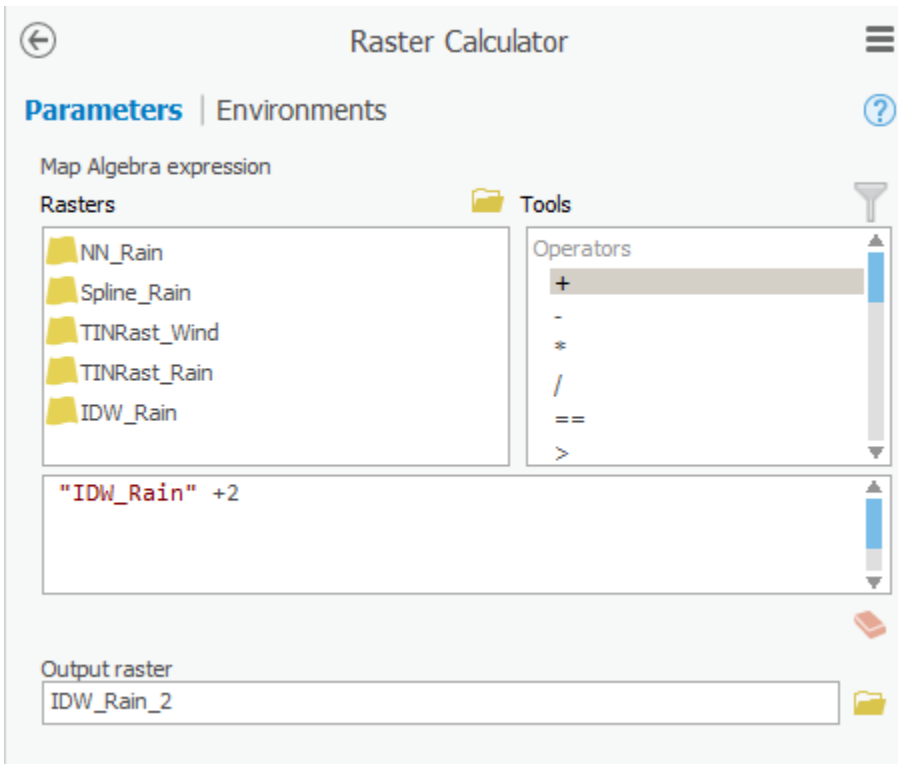 Raster Calculator
Parameters | Environments
?
Map Algebra expression
Rasters
Tools
NN_Rain
Spline_Rain
TINRast_Wind
TINRast_Rain
IDW_Rain
Operators
+
-
*
/
==
>
"IDW_Rain" +2
Output raster
IDW_Rain_2